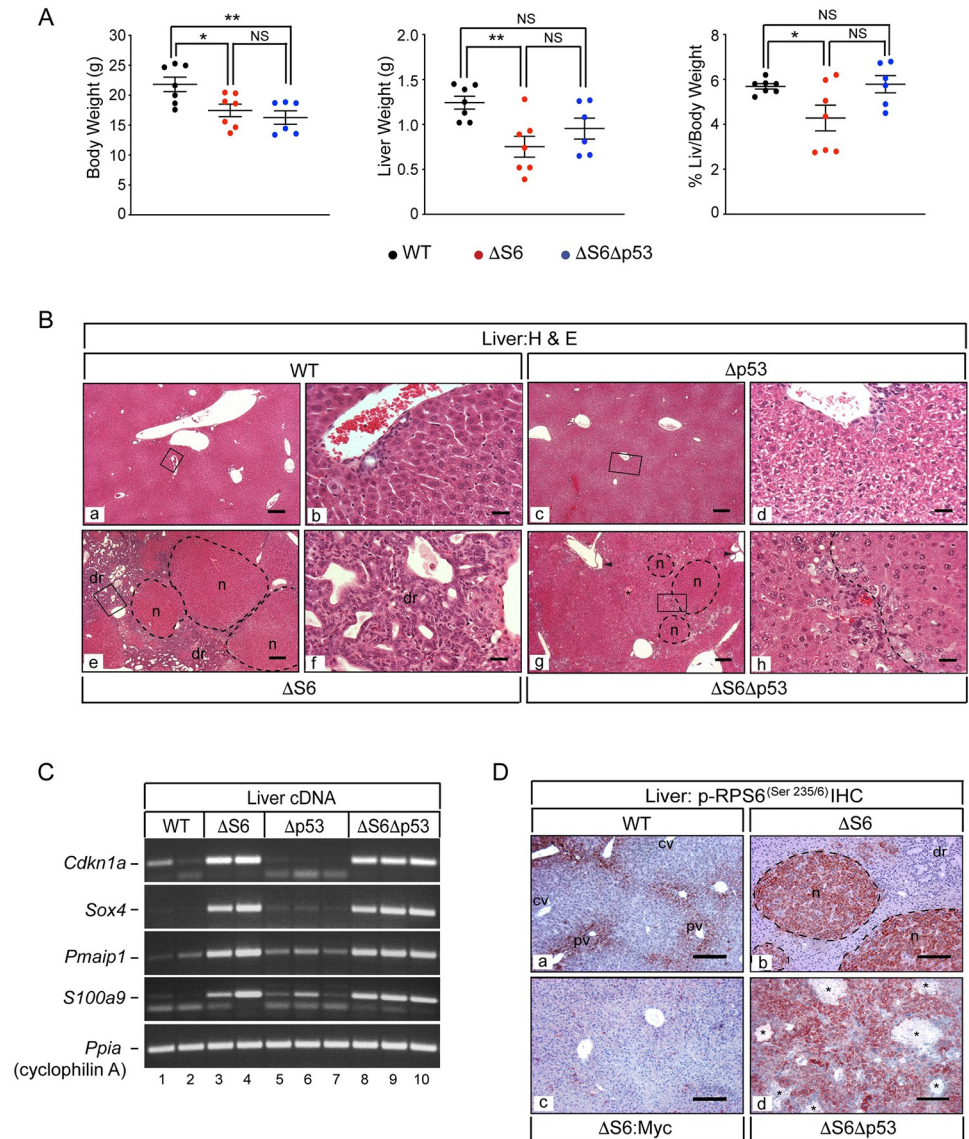 A
** * NS
Body Weight (g)
30
25
20
15
10
5
0
NS ** NS
Liver Weight (g)
2.0
1.5
1.0
0.5
0
NS * NS
% Liv/Body Weight
8
6
4
2
0
WT ΔS6 ΔS6Δp53
B
Liver:H & E
WT Δp53
a b c d
dr n n n dr dr n n n *
e f g h
ΔS6 ΔS6Δp53
C
Liver cDNA
WT ΔS6 Δp53 ΔS6Δp53
Cdkn1a
Sox4
Pmaip1
S100a9
Ppia
(cyclophilin A)
1 2 3 4 5 6 7 8 9 10
D
Liver: p-RPS6(Ser 235/6)IHC
WT ΔS6
cv cv pv pv dr n n
a b
* * * * * * *
c d
ΔS6:Myc ΔS6Δp53